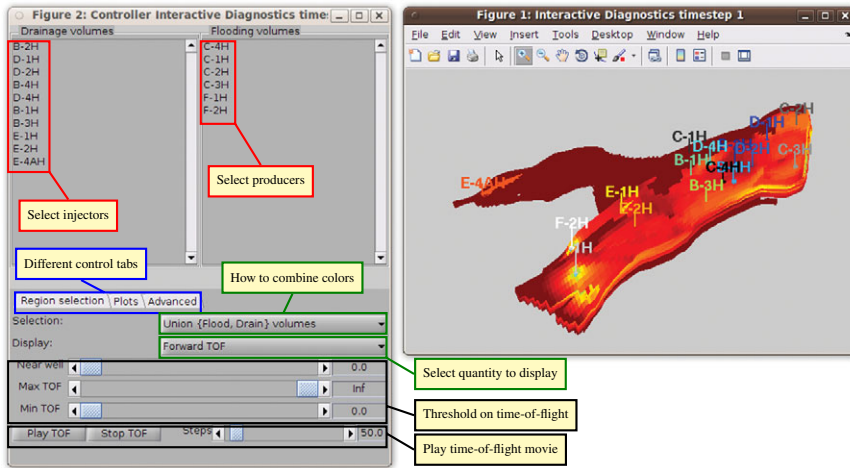 Figure 2: Controller Interactive Diagnostics times
Drainage volumes
Flooding volumes
B-2H
D-1H
D-2H
B-4H
D-4H
B-1H
B-3H
E-1H
E-2H
E-4AH
C-4H
C-1H
C-2H
C-3H
F-1H
F-2H
Select injectors
Select producers
Different control tabs
How to combine colors
Region selection Plots Advanced
Selection:
Union {Flood, Drain} volumes
Display:
Forward TOF
Near well
0.0
Max TOF
Inf
Min TOF
0.0
Play TOF
Stop TOF
Steps
50.0
Select quantity to display
Threshold on time-of-flight
Play time-of-flight movie
Figure 1: Interactive Diagnostics timestep 1
File Edit View Insert Tools Desktop Window Help
C-2H
D-1H
C-1H
D-4H
D-2H
C-3H
B-1H
B-3H
E-4AH
E-1H
E-2H
F-2H